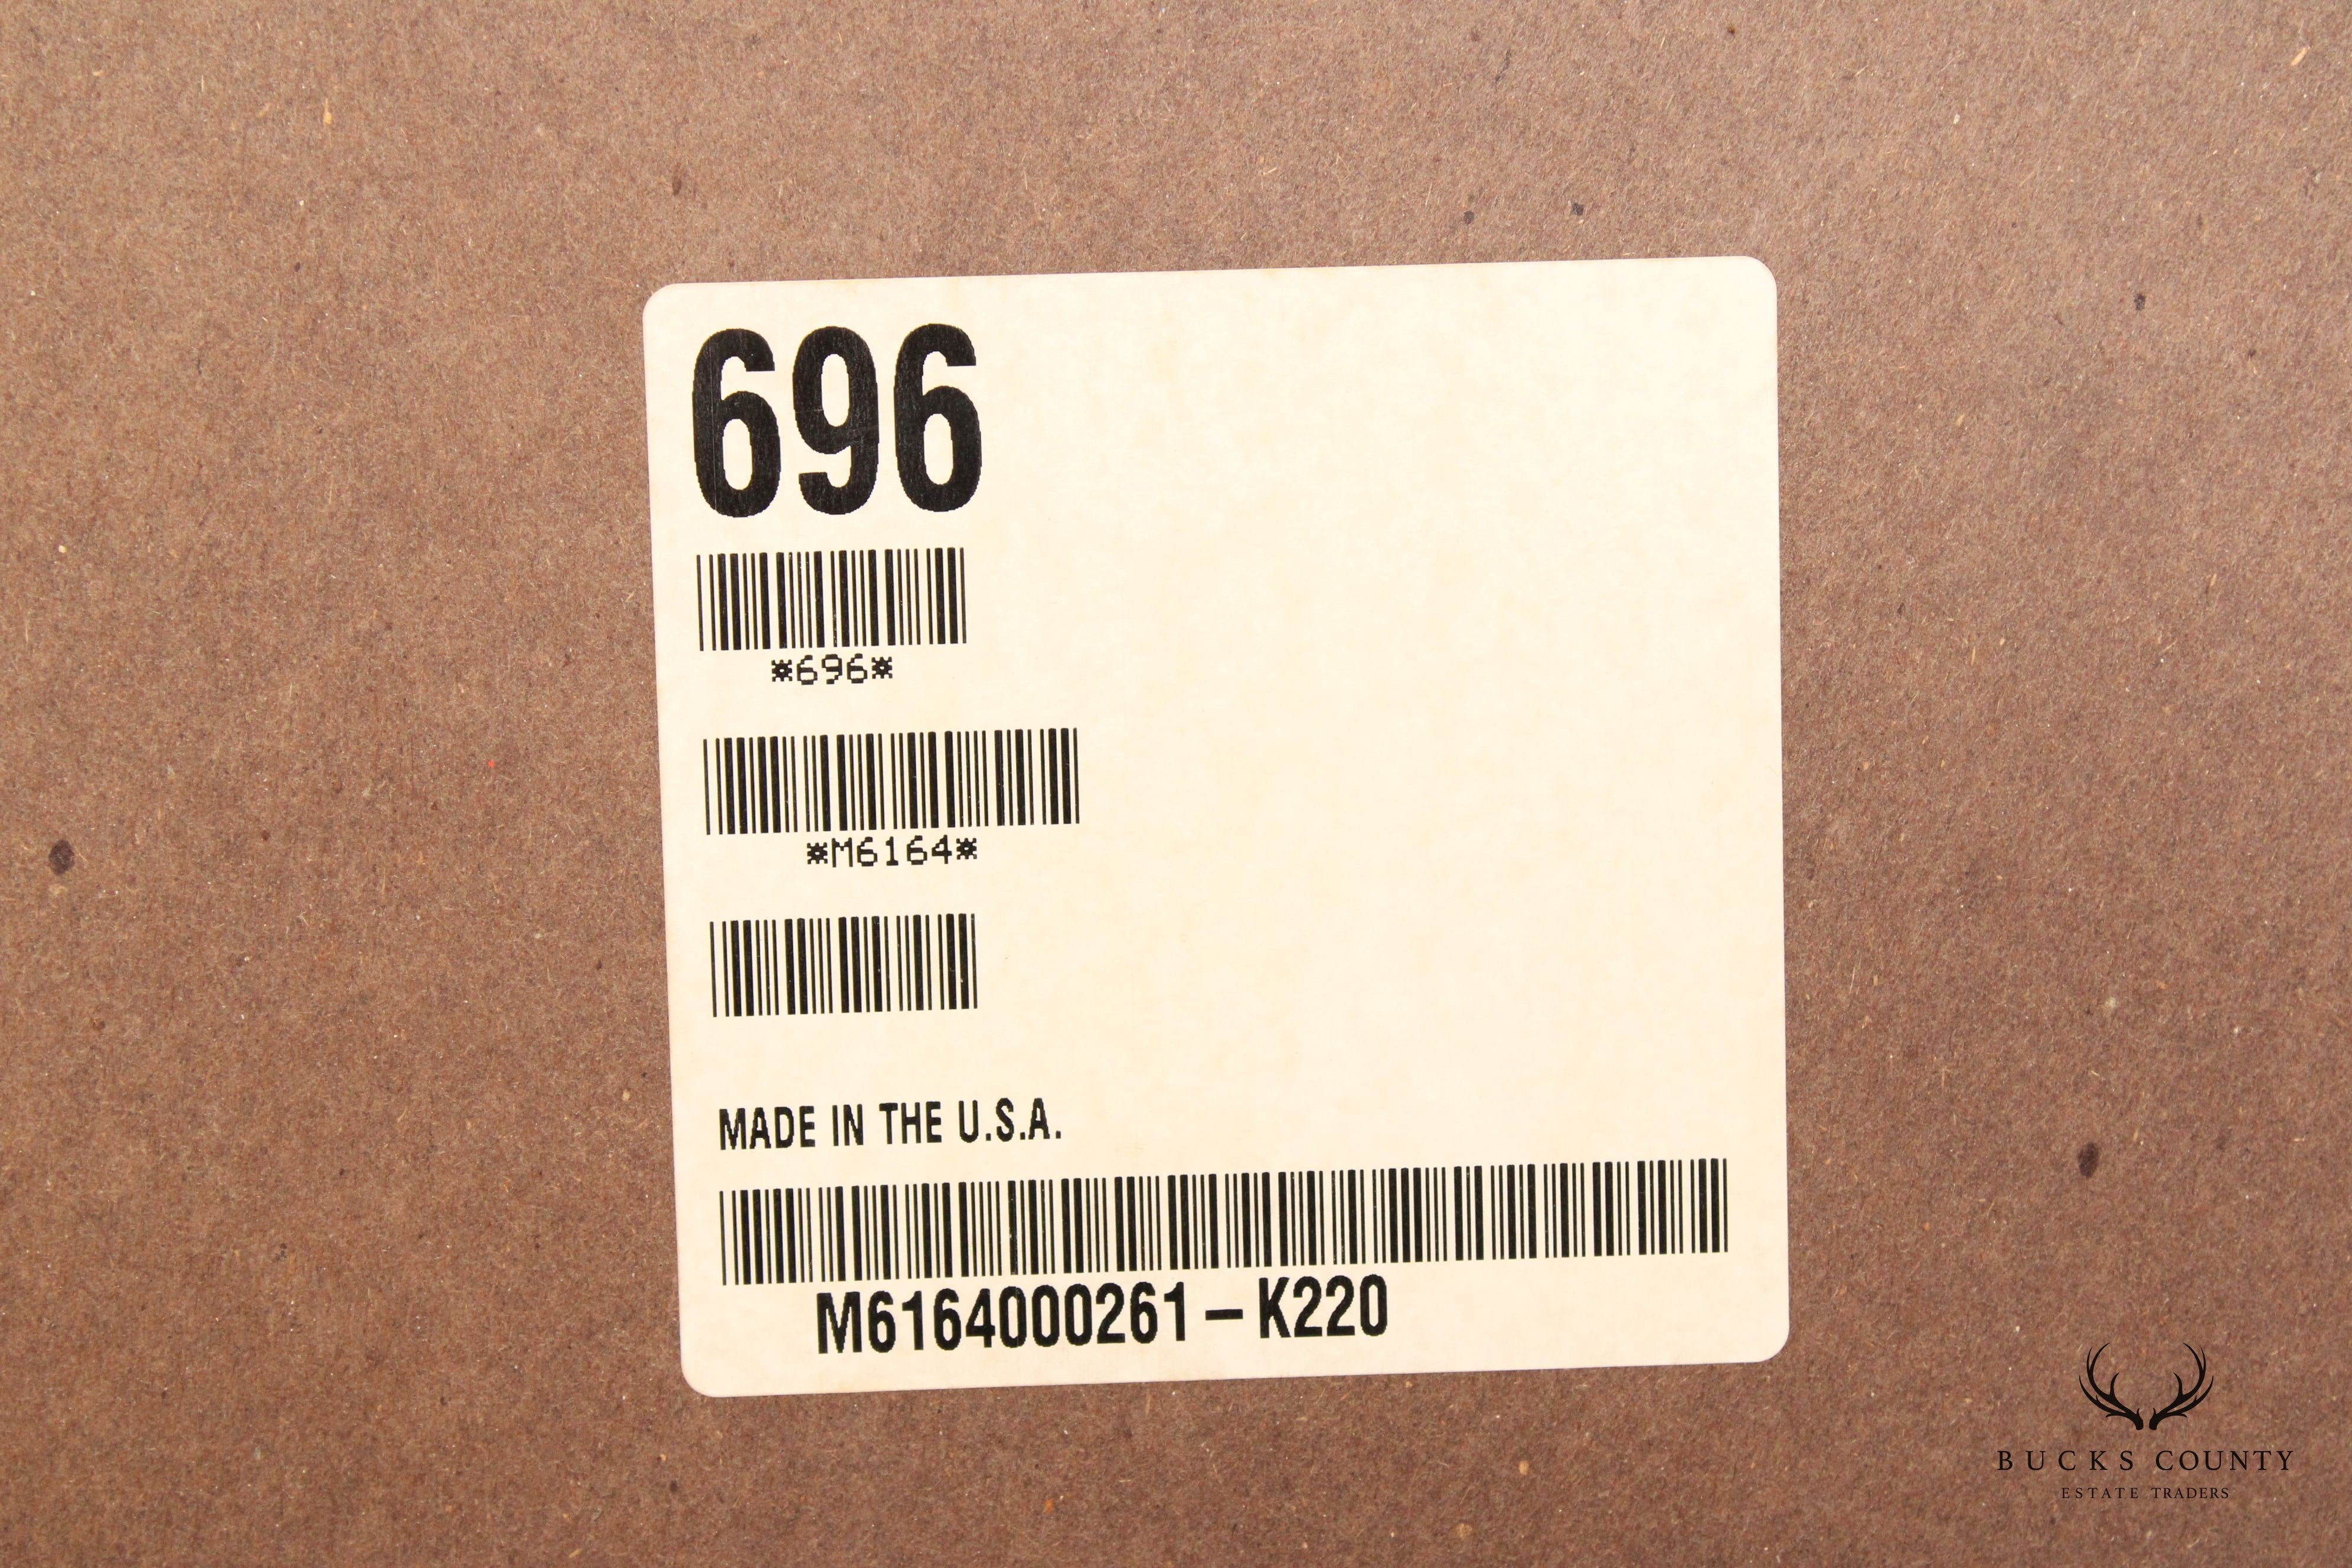 696
*696*
*M6164*
MADE IN THE U.S.A.
M6164000261-K220
BUCKS COUNTY
ESTATE TRADERS